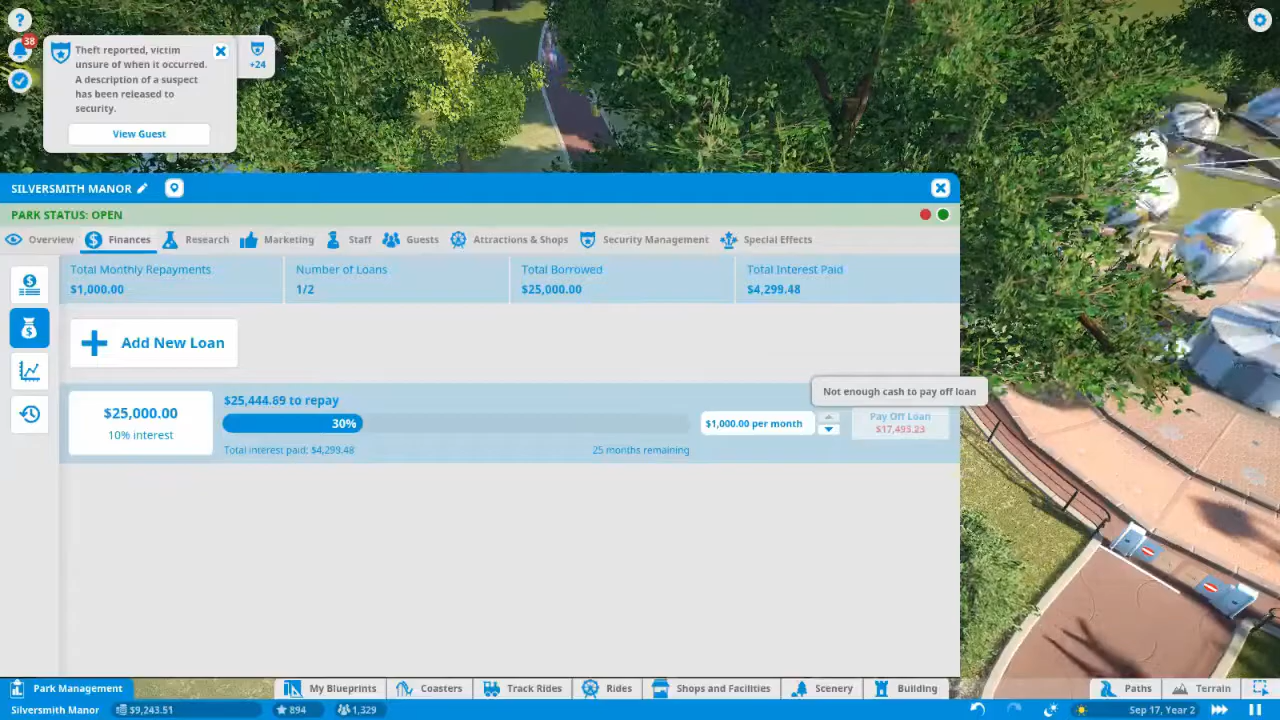 ?
38
Theft reported, victim
unsure of when it occurred.
A description of a suspect
has been released to
security.
View Guest
+24
SILVERSMITH MANOR
PARK STATUS: OPEN
Overview Finances Research Marketing Staff Guests Attractions & Shops Security Management Special Effects
Total Monthly Repayments Number of Loans Total Borrowed Total Interest Paid
$1,000.00 1/2 $25,000.00 $4,299.48
Add New Loan
Not enough cash to pay off loan
$25,000.00
10% interest
$25,444.69 to repay
30%
Total interest paid: $4,299.48
25 months remaining
$1,000.00 per month
Pay Off Loan
$17,493.23
Park Management My Blueprints Coasters Track Rides Rides Shops and Facilities Scenery Building Paths Terrain
Silversmith Manor $9,243.51 894 1,329 Sep 17, Year 2